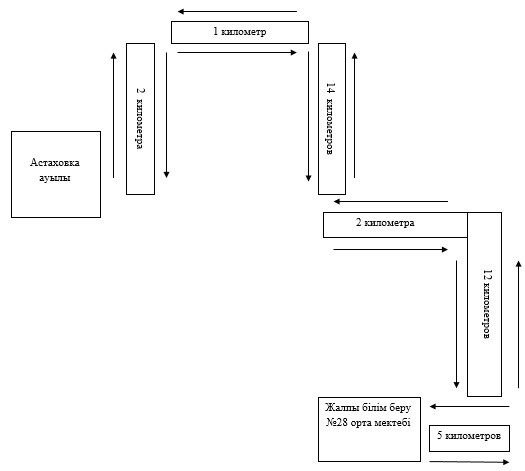 1 километр
2 километра
14 километров
Астаховка
ауылы
2 километра
12 километров
Жалпы білім беру
№28 орта мектебі
5 километров